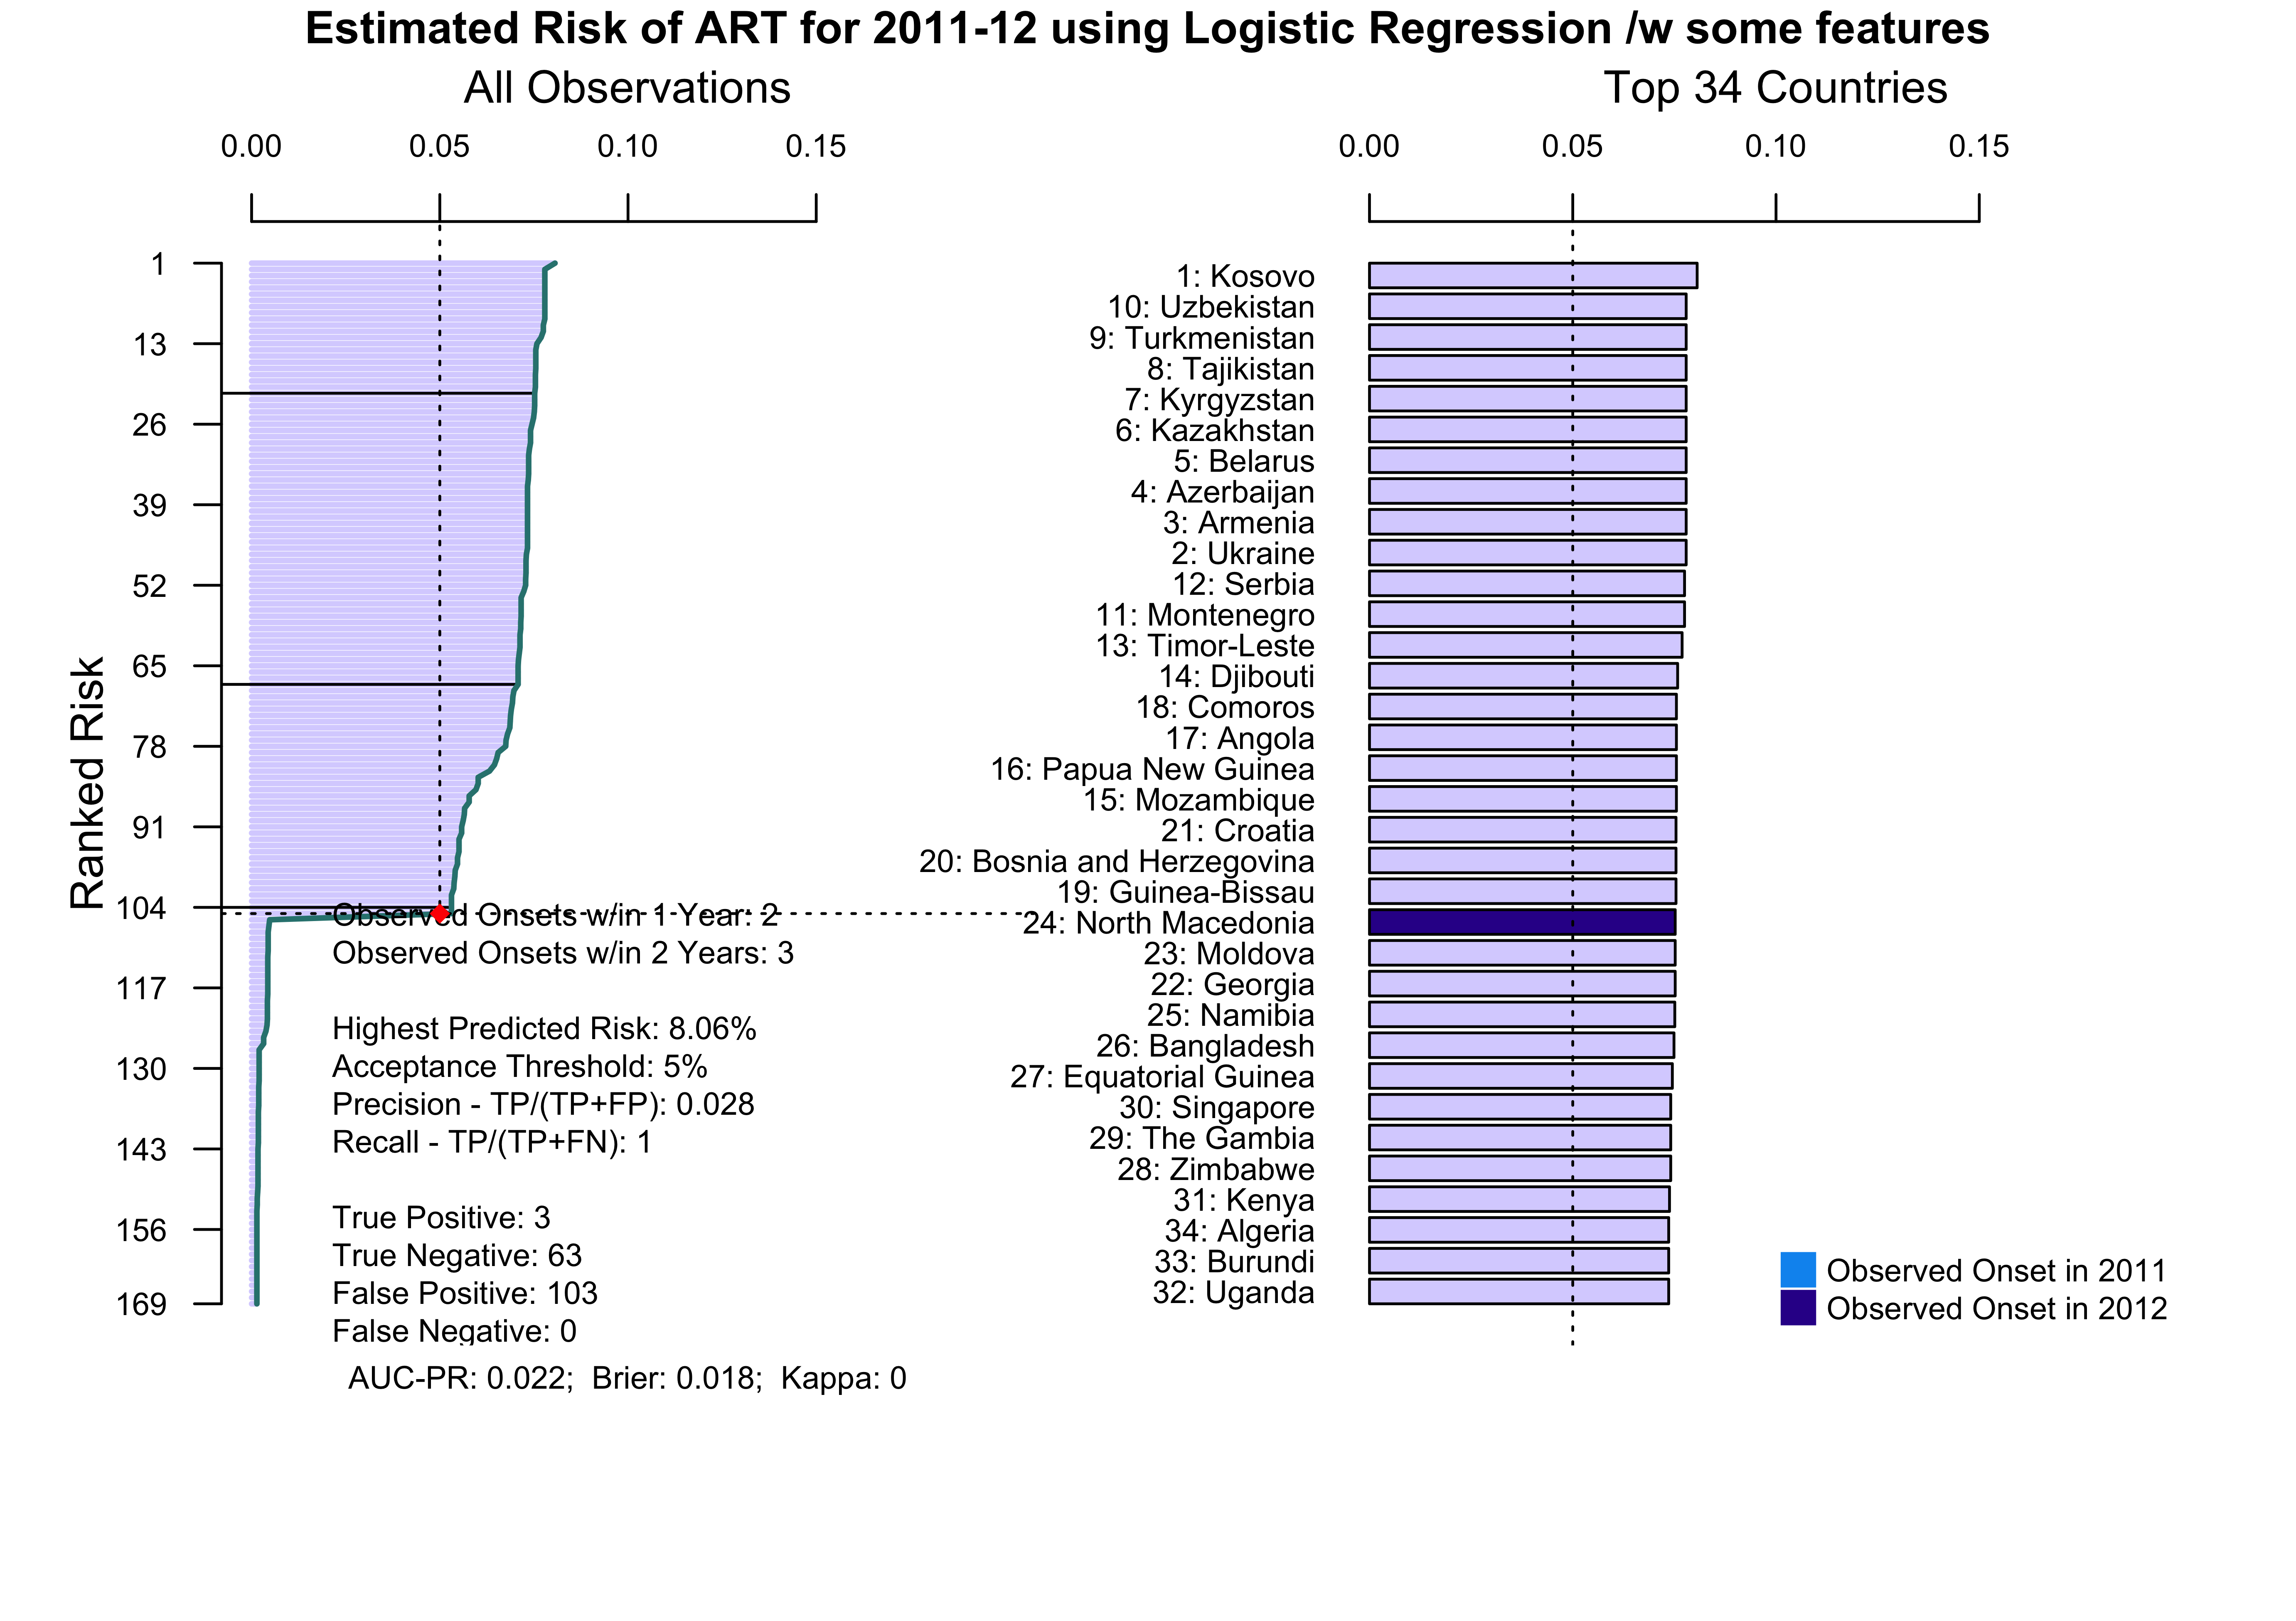 Estimated Risk of ART for 2011-12 using Logistic Regression /w some features
All Observations
0.00 0.05 0.10 0.15
Ranked Risk
1
13
26
39
52
65
78
91
104
117
130
143
156
169
Observed Onsets w/in 1 Year: 2
Observed Onsets w/in 2 Years: 3
Highest Predicted Risk: 8.06%
Acceptance Threshold: 5%
Precision - TP/(TP+FP): 0.028
Recall - TP/(TP+FN): 1
True Positive: 3
True Negative: 63
False Positive: 103
False Negative: 0
AUC-PR: 0.022; Brier: 0.018; Kappa: 0
Top 34 Countries
0.00 0.05 0.10 0.15
1: Kosovo
10: Uzbekistan
9: Turkmenistan
8: Tajikistan
7: Kyrgyzstan
6: Kazakhstan
5: Belarus
4: Azerbaijan
3: Armenia
2: Ukraine
12: Serbia
11: Montenegro
13: Timor-Leste
14: Djibouti
18: Comoros
17: Angola
16: Papua New Guinea
15: Mozambique
21: Croatia
20: Bosnia and Herzegovina
19: Guinea-Bissau
24: North Macedonia
23: Moldova
22: Georgia
25: Namibia
26: Bangladesh
27: Equatorial Guinea
30: Singapore
29: The Gambia
28: Zimbabwe
31: Kenya
34: Algeria
33: Burundi
32: Uganda
Observed Onset in 2011
Observed Onset in 2012